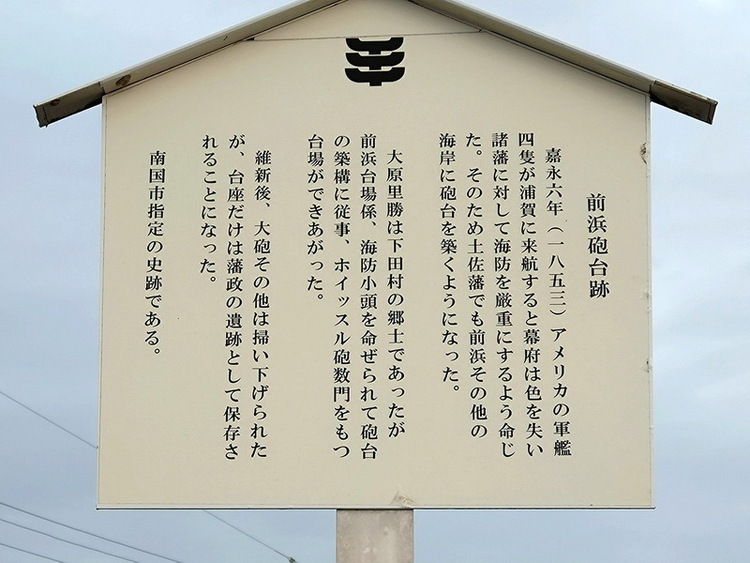 前浜砲台跡
嘉永六年（一八五三）アメリカの軍艦
四隻が浦賀に来航すると幕府は色を失い
諸藩に対して海防を厳重にするよう命じ
た。そのため土佐藩でも前浜その他の
海岸に砲台を築くようになった。
大原里勝は下田村の郷士であったが
前浜台場係、海防小頭を命ぜられて砲台
の築構に従事、ホイッスル砲数門をもつ
台場ができあがった。
維新後、大砲その他は掃い下げられた
が、台座だけは藩政の遺跡として保存さ
れることになった。
南国市指定の史跡である。